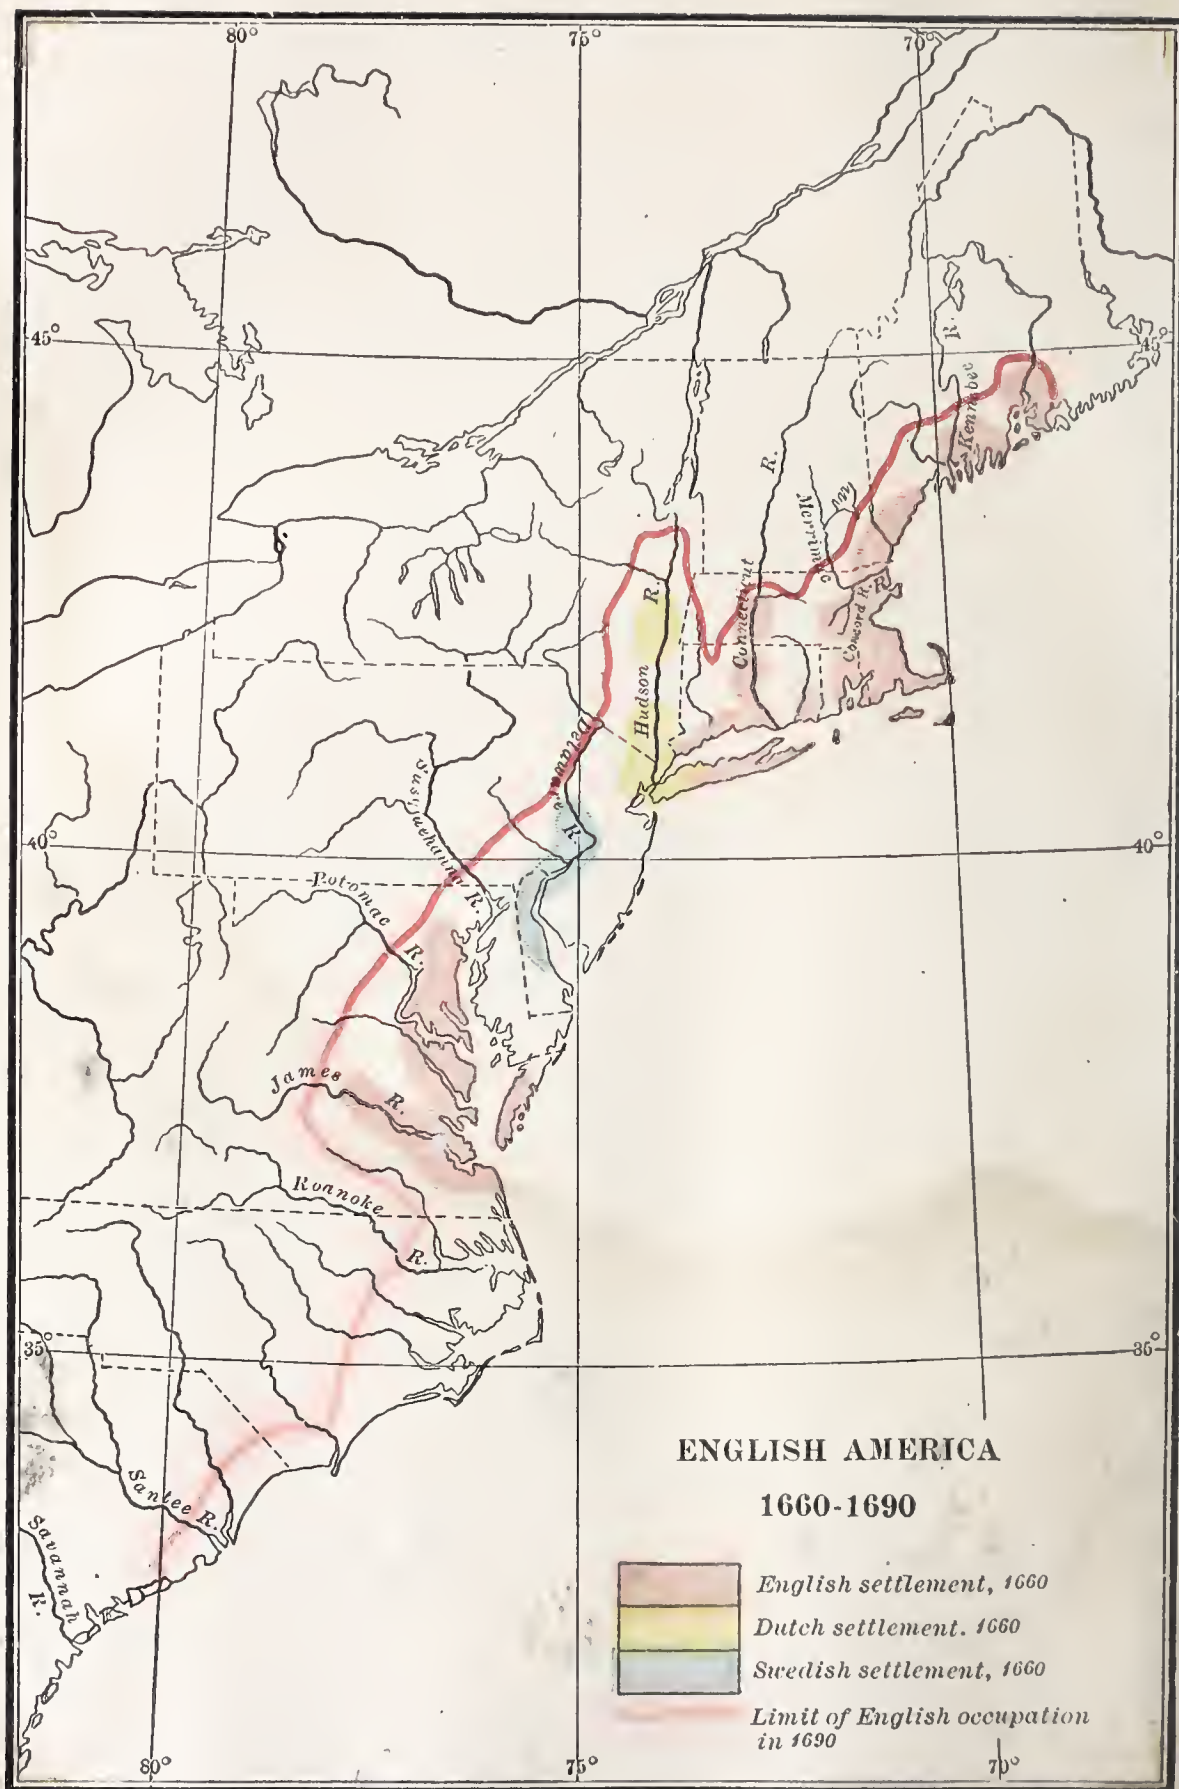 80°
75°
70°
45°
45°
Kennebec R.
R.
Merrimac
R.
Connecticut
Concord R.
R.
Hudson
Delaware
R.
Susquehanna R.
40°
40°
Potomac
R.
James
R.
Roanoke
R.
35°
35°
Santee R.
Savannah
R.
ENGLISH AMERICA
1660-1690
English settlement, 1660
Dutch settlement. 1660
Swedish settlement, 1660
Limit of English occupation
in 1690
80°
75°
70°